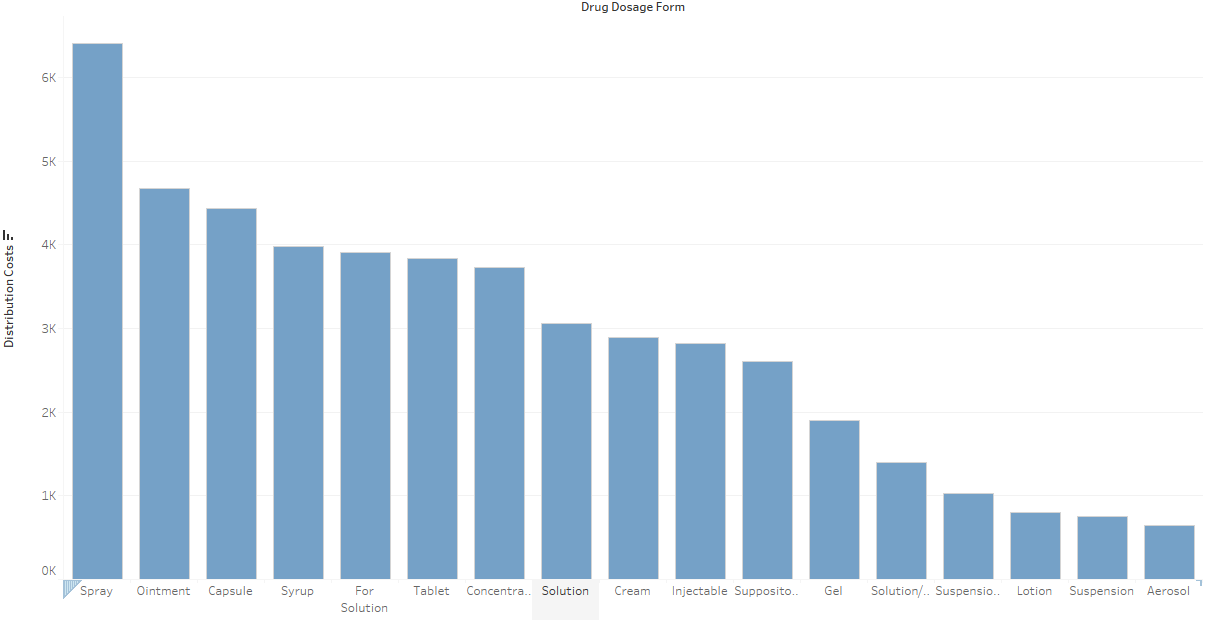 Drug Dosage Form
Distribution Costs
6K
5K
4K
3K
2K
1K
0K
Spray
Ointment
Capsule
Syrup
For
Solution
Tablet
Concentra..
Solution
Cream
Injectable
Supposito..
Gel
Solution/..
Suspensio..
Lotion
Suspension
Aerosol